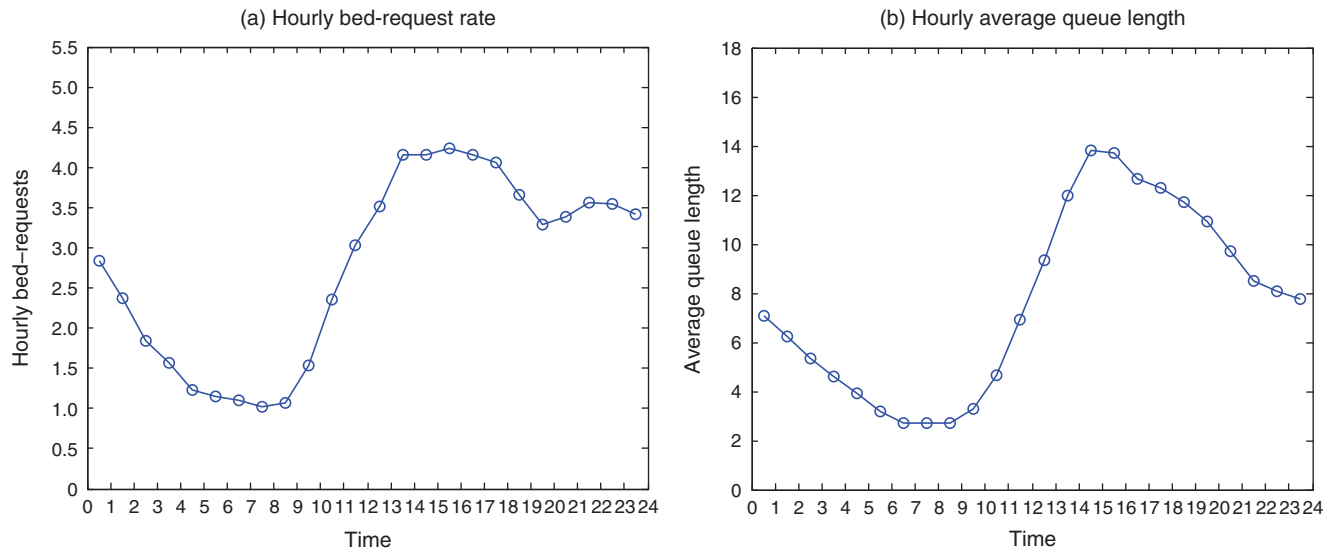 (a) Hourly bed-request rate
5.5
5.0
4.5
4.0
3.5
3.0
2.5
2.0
1.5
1.0
0.5
0
Hourly bed-requests
0 1 2 3 4 5 6 7 8 9 10 11 12 13 14 15 16 17 18 19 20 21 22 23 24
Time
(b) Hourly average queue length
18
16
14
12
10
8
6
4
2
0
Average queue length
0 1 2 3 4 5 6 7 8 9 10 11 12 13 14 15 16 17 18 19 20 21 22 23 24
Time